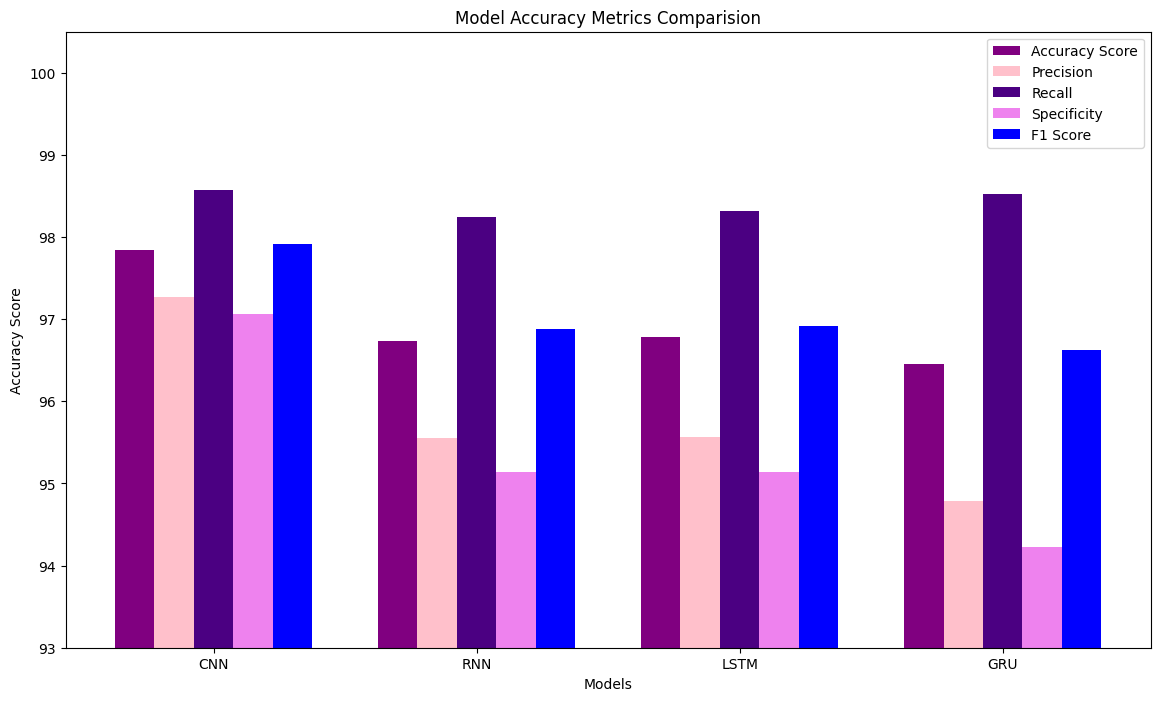 Model Accuracy Metrics Comparision
Accuracy Score
Precision
Recall
Specificity
F1 Score
Accuracy Score
100
99
98
97
96
95
94
93
CNN
RNN
LSTM
GRU
Models